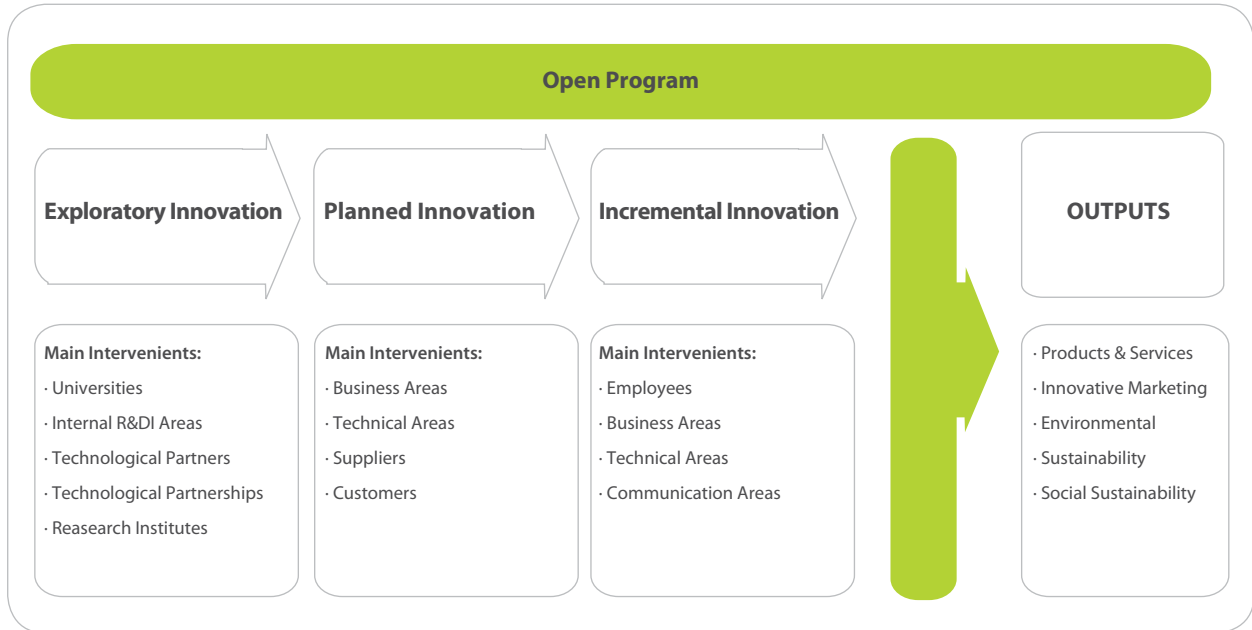 Open Program
Exploratory Innovation
Planned Innovation
Incremental Innovation
OUTPUTS
Main Intervenients:
· Universities
· Internal R&DI Areas
· Technological Partners
· Technological Partnerships
· Reasearch Institutes
Main Intervenients:
· Business Areas
· Technical Areas
· Suppliers
· Customers
Main Intervenients:
· Employees
· Business Areas
· Technical Areas
· Communication Areas
· Products & Services
· Innovative Marketing
· Environmental
· Sustainability
· Social Sustainability